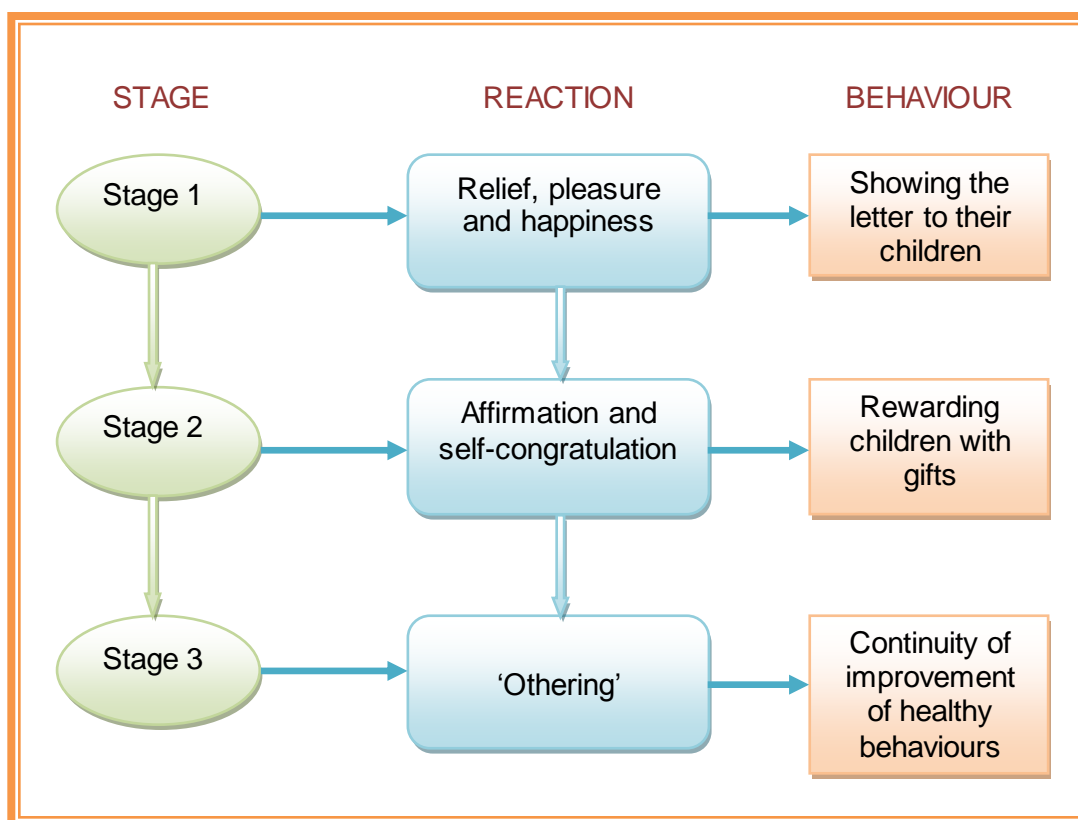 STAGE
REACTION
BEHAVIOUR
Stage 1
Relief, pleasure
and happiness
Showing the
letter to their
children
Stage 2
Affirmation and
self-congratulation
Rewarding
children with
gifts
Stage 3
‘Othering’
Continuity of
improvement
of healthy
behaviours